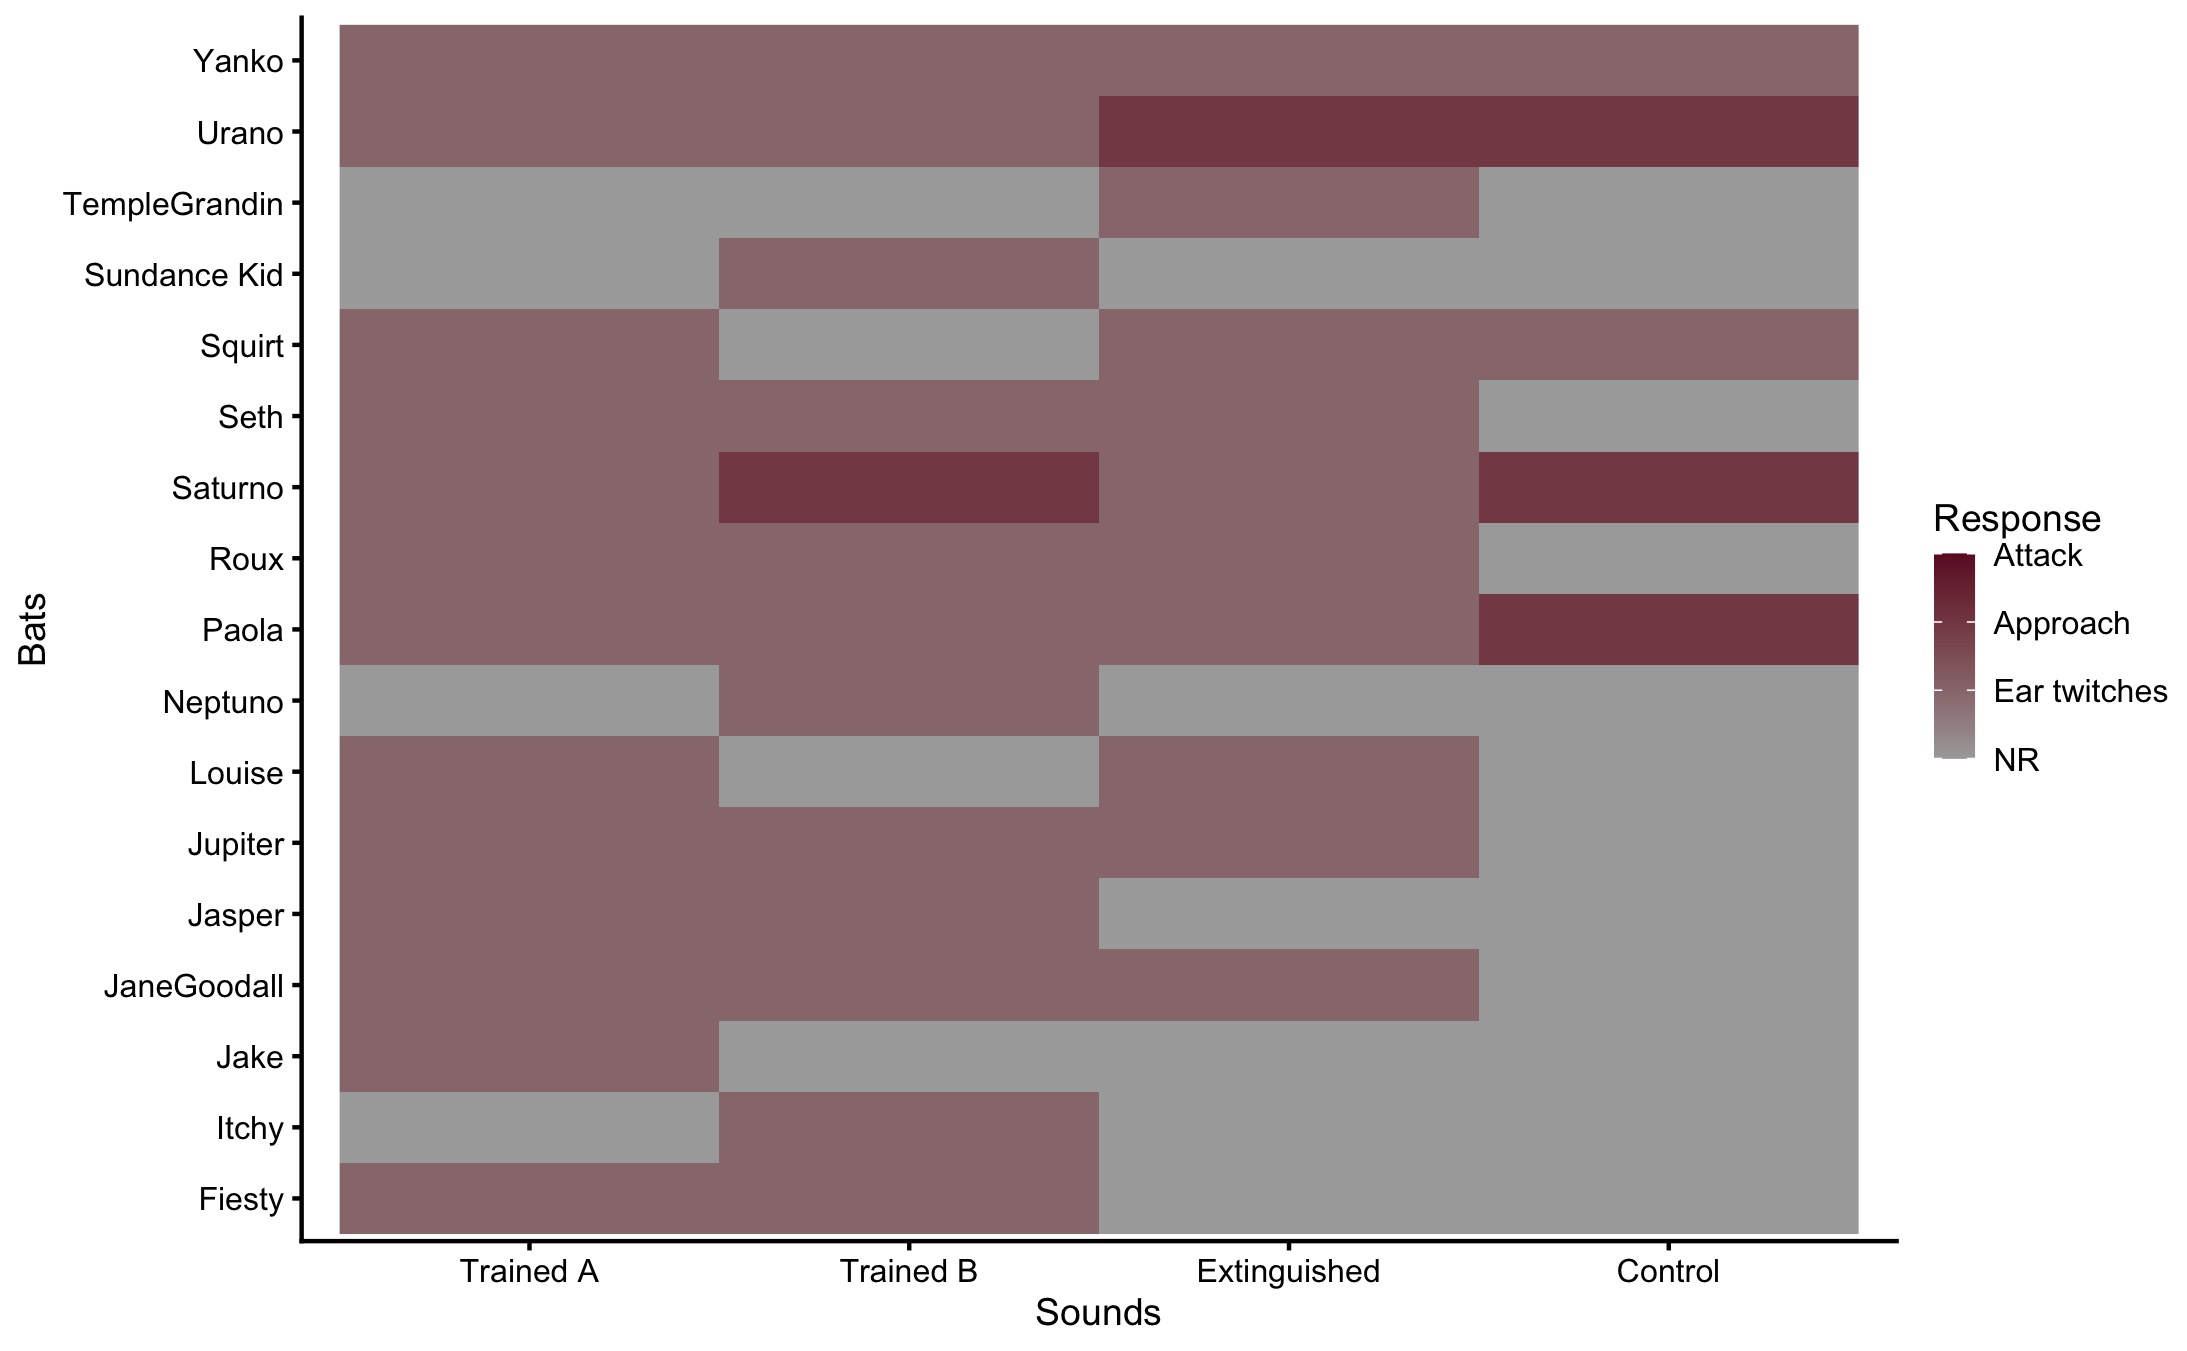 Yanko
Urano
TempleGrandin
Sundance Kid
Squirt
Seth
Saturno
Roux
Paola
Neptuno
Louise
Jupiter
Jasper
JaneGoodall
Jake
Itchy
Fiesty
Bats
Trained A
Trained B
Extinguished
Control
Sounds
Response
Attack
Approach
Ear twitches
NR